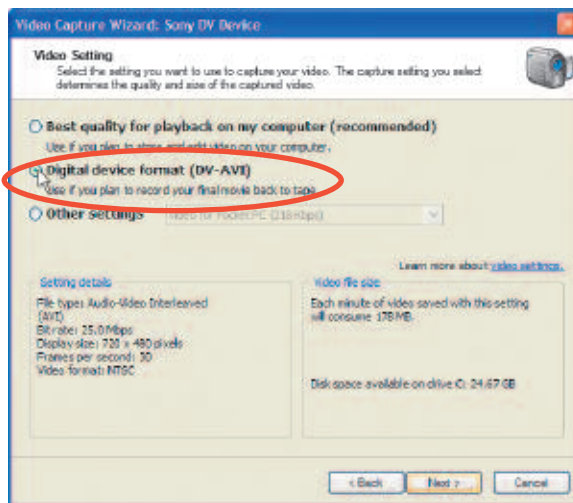 Video Capture Wizard: Sony DV Device
Video Setting
Select the setting you want to use to capture your video. The capture setting you select
determines the quality and size of the captured video.
Best quality for playback on my computer (recommended)
Use if you plan to store and edit video on your computer.
Digital device format (DV-AVI)
Use if you plan to record your final movie back to tape.
Other settings
Video for Pocket PC (218 Kbps)
Learn more about video settings.
Setting details
File type: Audio-Video Interleaved
(AVI)
Bit rate: 25.0 Mbps
Display size: 720 x 480 pixels
Frames per second: 30
Video format: NTSC
Video file size
Each minute of video saved with this setting
will consume 178 MB.
Disk space available on drive C: 24.67 GB
< Back
Next >
Cancel